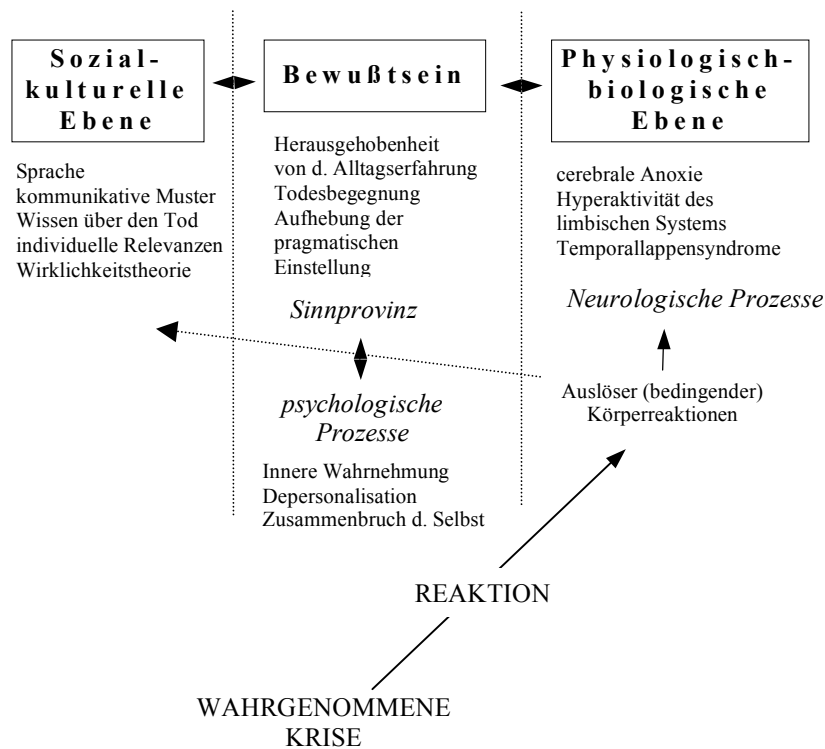 Sozial-
kulturelle
Ebene
Sprache
kommunikative Muster
Wissen über den Tod
individuelle Relevanzen
Wirklichkeitstheorie
Bewußtsein
Herausgehobenheit
von d. Alltagserfahrung
Todesbegegnung
Aufhebung der
pragmatischen
Einstellung
Sinnprovinz
psychologische
Prozesse
Innere Wahrnehmung
Depersonalisation
Zusammenbruch d. Selbst
Physiologisch-
biologische
Ebene
cerebrale Anoxie
Hyperaktivität des
limbischen Systems
Temporallappensyndrome
Neurologische Prozesse
Auslöser (bedingender)
Körperreaktionen
REAKTION
WAHRGENOMMENE
KRISE